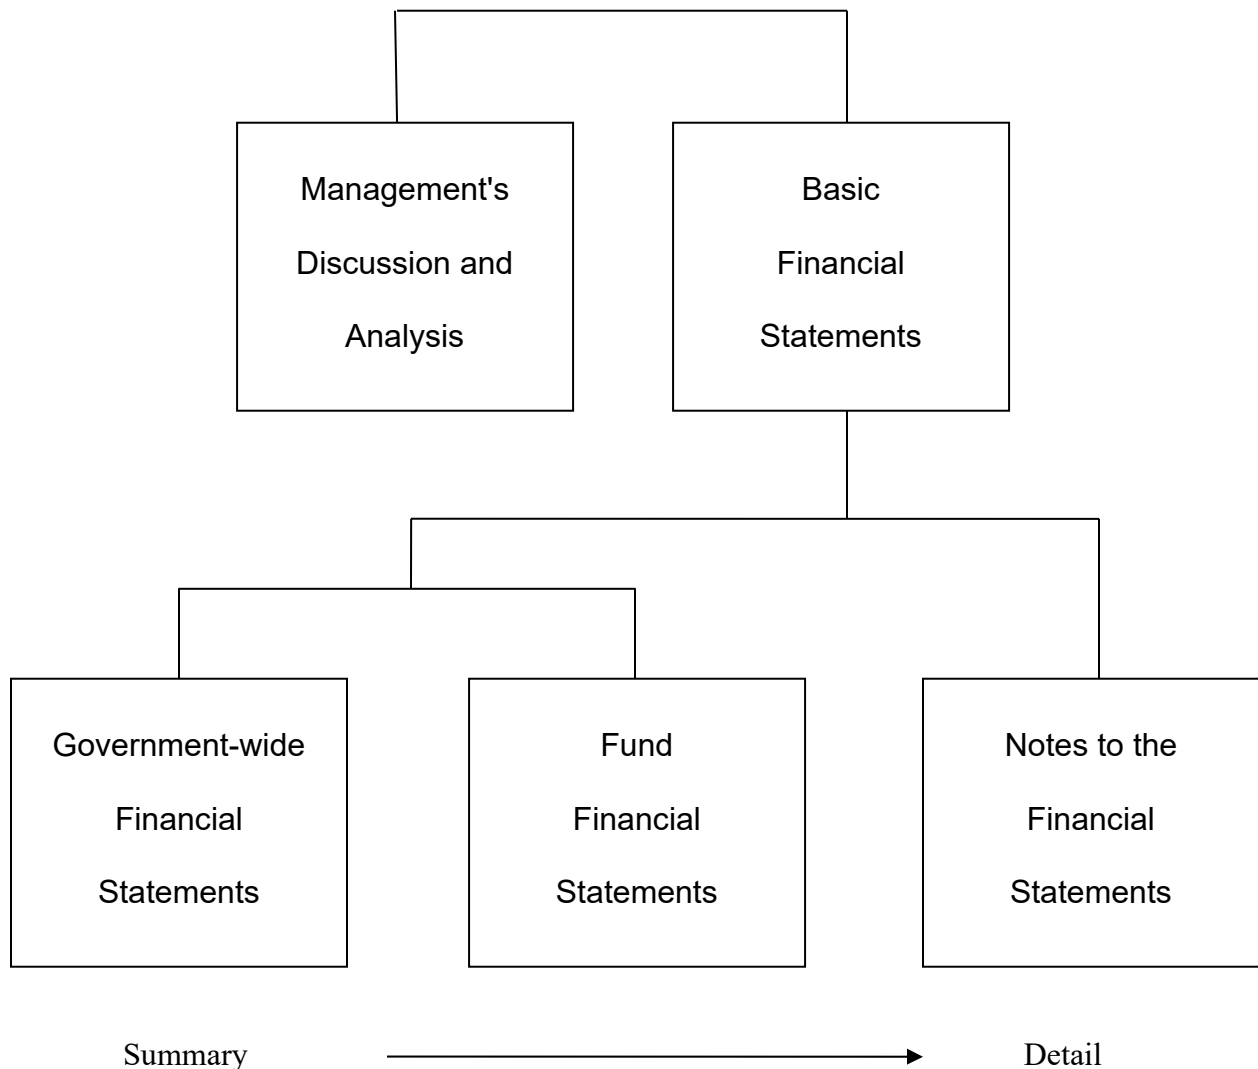 Management's
Discussion and
Analysis
Basic
Financial
Statements
Government-wide
Financial
Statements
Fund
Financial
Statements
Notes to the
Financial
Statements
Summary
Detail